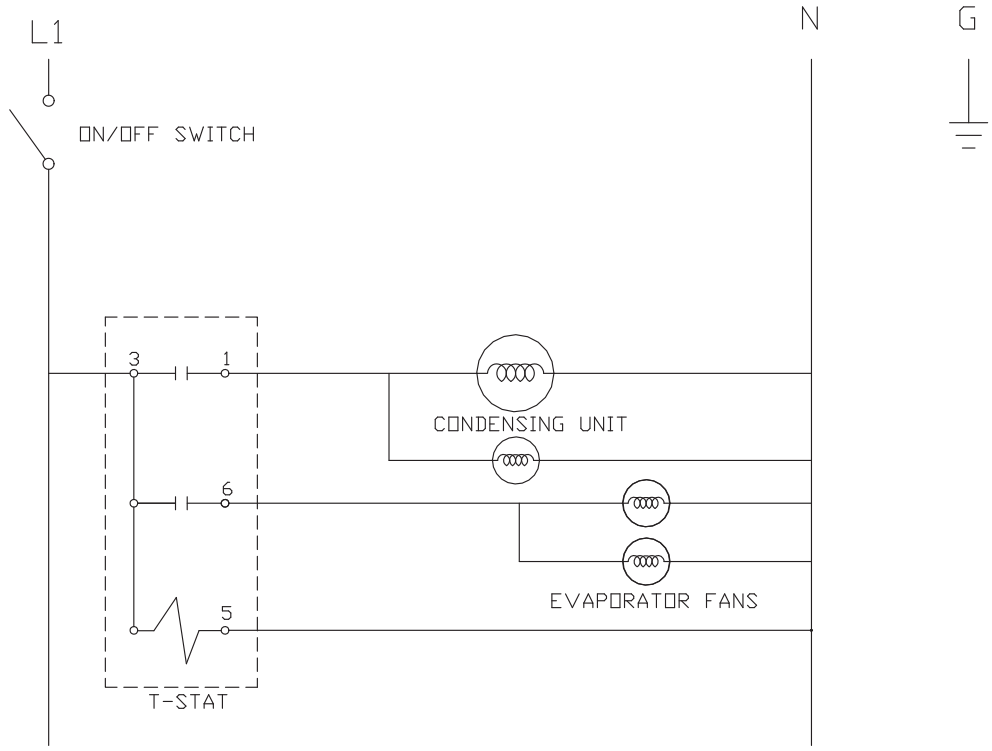 L1
N
G
ON/OFF SWITCH
3
1
CONDENSING UNIT
6
EVAPORATOR FANS
5
T-STAT